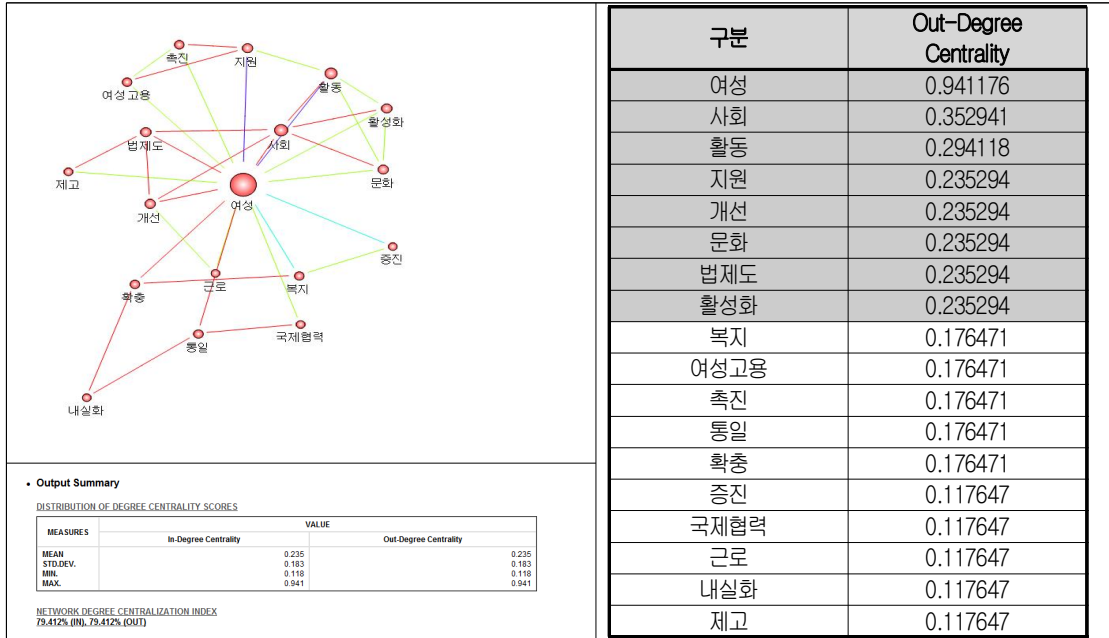 촉진
지원
활동
여성고용
활성화
법제도
사회
제고
문화
여성
개선
증진
근로
복지
확충
국제협력
통일
내실화
• Output Summary
DISTRIBUTION OF DEGREE CENTRALITY SCORES
MEASURES VALUE
In-Degree Centrality Out-Degree Centrality
MEAN 0.235 0.235
STD.DEV. 0.183 0.183
MIN. 0.118 0.118
MAX. 0.941 0.941
NETWORK DEGREE CENTRALIZATION INDEX
79.412% (IN), 79.412% (OUT)
구분 Out-Degree
Centrality
여성 0.941176
사회 0.352941
활동 0.294118
지원 0.235294
개선 0.235294
문화 0.235294
법제도 0.235294
활성화 0.235294
복지 0.176471
여성고용 0.176471
촉진 0.176471
통일 0.176471
확충 0.176471
증진 0.117647
국제협력 0.117647
근로 0.117647
내실화 0.117647
제고 0.117647